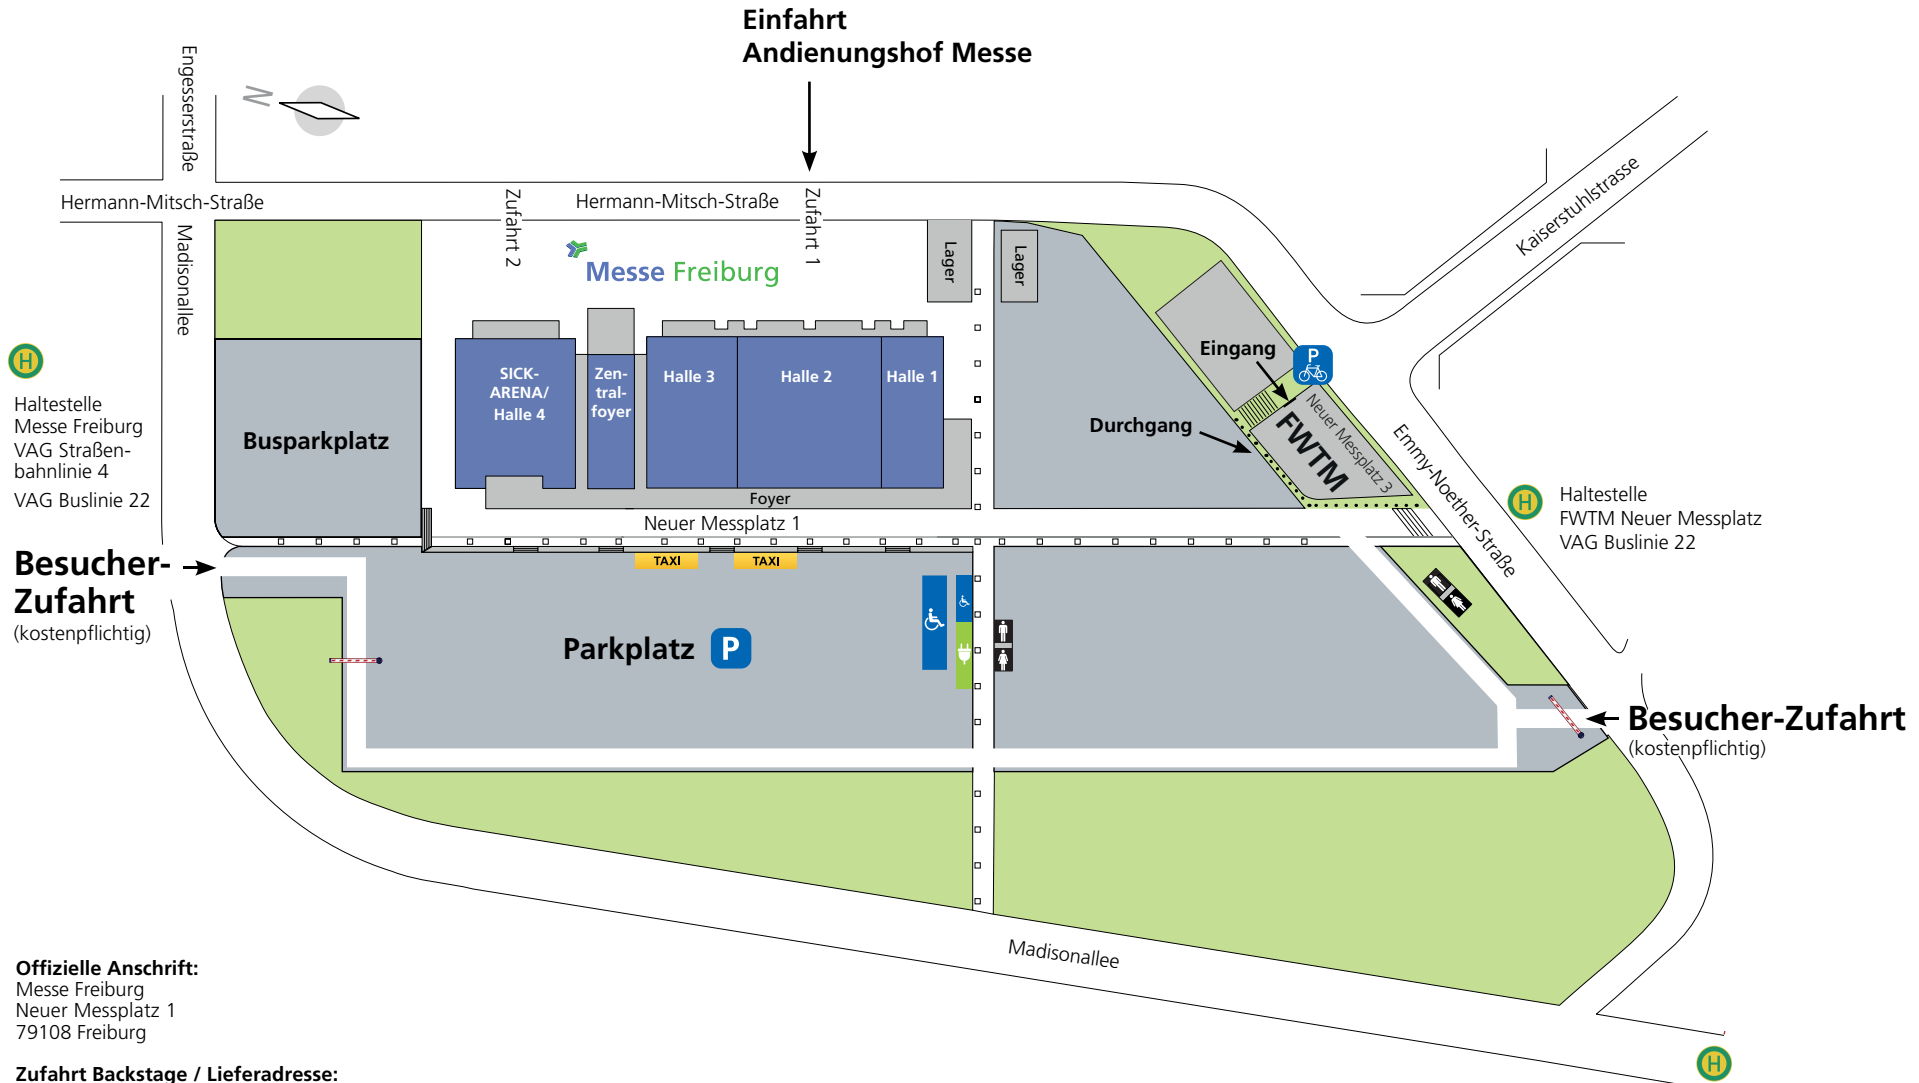 Einfahrt
Andienungshof Messe
Engesserstraße
N
Hermann-Mitsch-Straße
Zufahrt 2
Hermann-Mitsch-Straße
Zufahrt 1
Kaiserstuhlstrasse
Madisonallee
Messe Freiburg
Lager
Lager
H
Haltestelle
Messe Freiburg
VAG Straßen-
bahnlinie 4
VAG Buslinie 22
Busparkplatz
SICK-
ARENA/
Halle 4
Zen-
tral-
foyer
Halle 3
Halle 2
Halle 1
Foyer
Neuer Messplatz 1
Eingang
P
Durchgang
FWTM
Neuer Messplatz 3
Emmy-Noether-Straße
H
Haltestelle
FWTM Neuer Messplatz
VAG Buslinie 22
Besucher-
Zufahrt
(kostenpflichtig)
TAXI
TAXI
Parkplatz P
Besucher-Zufahrt
(kostenpflichtig)
Madisonallee
Offizielle Anschrift:
Messe Freiburg
Neuer Messplatz 1
79108 Freiburg
Zufahrt Backstage / Lieferadresse:
H